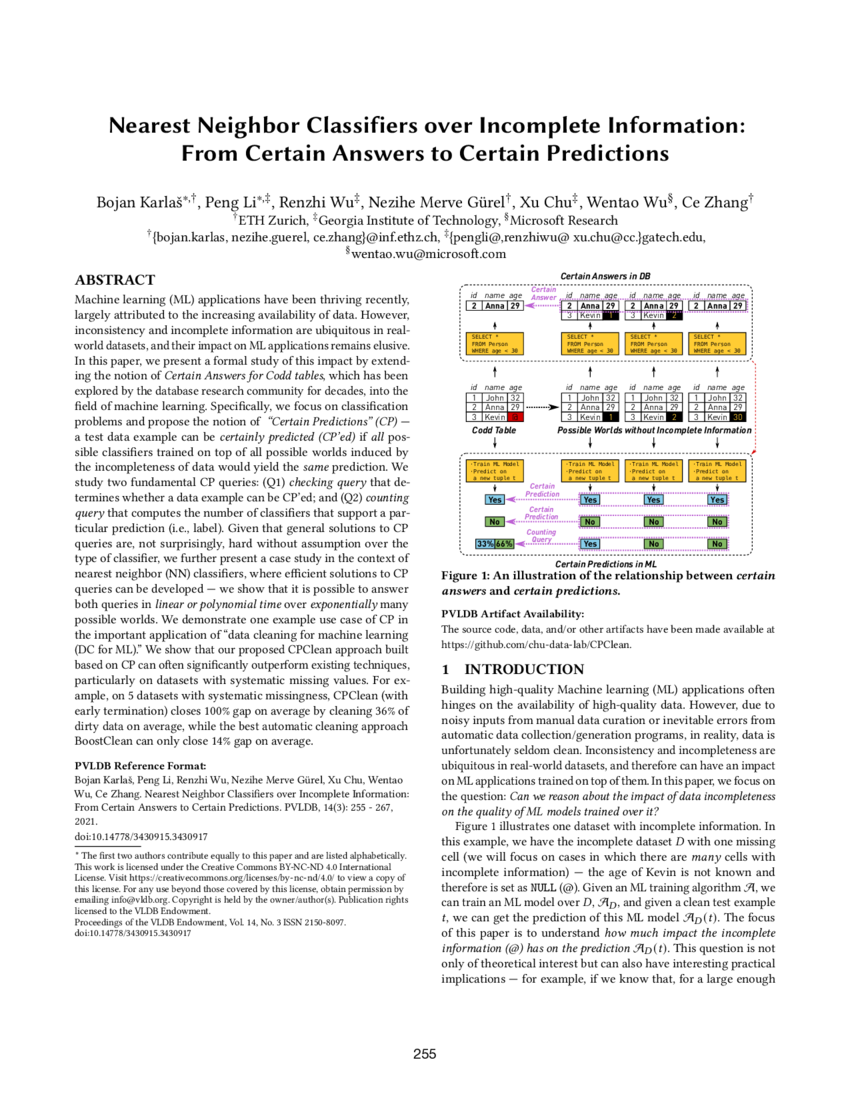 Nearest Neighbor Classifiers over Incomplete Information:
From Certain Answers to Certain Predictions
Bojan Karlaš*,†, Peng Li*,‡, Renzhi Wu‡, Nezihe Merve Gürel†, Xu Chu‡, Wentao Wu§, Ce Zhang†
†ETH Zurich, ‡Georgia Institute of Technology, §Microsoft Research
†{bojan.karlas, nezihe.guerel, ce.zhang}@inf.ethz.ch, ‡{pengli@,renzhiwu@ xu.chu@cc.}gatech.edu,
§wentao.wu@microsoft.com
ABSTRACT
Machine learning (ML) applications have been thriving recently,
largely attributed to the increasing availability of data. However,
inconsistency and incomplete information are ubiquitous in real-
world datasets, and their impact on ML applications remains elusive.
In this paper, we present a formal study of this impact by extend-
ing the notion of Certain Answers for Codd tables, which has been
explored by the database research community for decades, into the
field of machine learning. Specifically, we focus on classification
problems and propose the notion of “Certain Predictions” (CP) —
a test data example can be certainly predicted (CP’ed) if all pos-
sible classifiers trained on top of all possible worlds induced by
the incompleteness of data would yield the same prediction. We
study two fundamental CP queries: (Q1) checking query that de-
termines whether a data example can be CP’ed; and (Q2) counting
query that computes the number of classifiers that support a par-
ticular prediction (i.e., label). Given that general solutions to CP
queries are, not surprisingly, hard without assumption over the
type of classifier, we further present a case study in the context of
nearest neighbor (NN) classifiers, where efficient solutions to CP
queries can be developed — we show that it is possible to answer
both queries in linear or polynomial time over exponentially many
possible worlds. We demonstrate one example use case of CP in
the important application of “data cleaning for machine learning
(DC for ML).” We show that our proposed CPClean approach built
based on CP can often significantly outperform existing techniques,
particularly on datasets with systematic missing values. For ex-
ample, on 5 datasets with systematic missingness, CPClean (with
early termination) closes 100% gap on average by cleaning 36% of
dirty data on average, while the best automatic cleaning approach
BoostClean can only close 14% gap on average.
PVLDB Reference Format:
Bojan Karlaš, Peng Li, Renzhi Wu, Nezihe Merve Gürel, Xu Chu, Wentao
Wu, Ce Zhang. Nearest Neighbor Classifiers over Incomplete Information:
From Certain Answers to Certain Predictions. PVLDB, 14(3): 255 - 267,
2021.
doi:10.14778/3430915.3430917
* The first two authors contribute equally to this paper and are listed alphabetically.
This work is licensed under the Creative Commons BY-NC-ND 4.0 International
License. Visit https://creativecommons.org/licenses/by-nc-nd/4.0/ to view a copy of
this license. For any use beyond those covered by this license, obtain permission by
emailing info@vldb.org. Copyright is held by the owner/author(s). Publication rights
licensed to the VLDB Endowment.
Proceedings of the VLDB Endowment, Vol. 14, No. 3 ISSN 2150-8097.
doi:10.14778/3430915.3430917
Certain Answers in DB
id name age Certain Answer id name age id name age id name age
2 Anna 29 2 Anna 29 2 Anna 29 2 Anna 29
3 Kevin 1 3 Kevin 2
SELECT * SELECT * SELECT * SELECT *
FROM Person FROM Person FROM Person FROM Person
WHERE age < 30 WHERE age < 30 WHERE age < 30 WHERE age < 30
id name age id name age id name age id name age
1 John 32 1 John 32 1 John 32 1 John 32
2 Anna 29 2 Anna 29 2 Anna 29 2 Anna 29
3 Kevin @ 3 Kevin 1 3 Kevin 2 3 Kevin 30
Codd Table Possible Worlds without Incomplete Information
·Train ML Model ·Train ML Model ·Train ML Model ·Train ML Model
·Predict on ·Predict on ·Predict on ·Predict on
a new tuple t a new tuple t a new tuple t a new tuple t
Yes Certain Prediction Yes Yes Yes
No Certain Prediction No No No
33% 66% Counting Query Yes No No
Certain Predictions in ML
Figure 1: An illustration of the relationship between certain
answers and certain predictions.
PVLDB Artifact Availability:
The source code, data, and/or other artifacts have been made available at
https://github.com/chu-data-lab/CPClean.
1 INTRODUCTION
Building high-quality Machine learning (ML) applications often
hinges on the availability of high-quality data. However, due to
noisy inputs from manual data curation or inevitable errors from
automatic data collection/generation programs, in reality, data is
unfortunately seldom clean. Inconsistency and incompleteness are
ubiquitous in real-world datasets, and therefore can have an impact
on ML applications trained on top of them. In this paper, we focus on
the question: Can we reason about the impact of data incompleteness
on the quality of ML models trained over it?
Figure 1 illustrates one dataset with incomplete information. In
this example, we have the incomplete dataset D with one missing
cell (we will focus on cases in which there are many cells with
incomplete information) — the age of Kevin is not known and
therefore is set as NULL (@). Given an ML training algorithm 𝒜, we
can train an ML model over D, 𝒜D, and given a clean test example
t, we can get the prediction of this ML model 𝒜D(t). The focus
of this paper is to understand how much impact the incomplete
information (@) has on the prediction 𝒜D(t). This question is not
only of theoretical interest but can also have interesting practical
implications — for example, if we know that, for a large enough
255